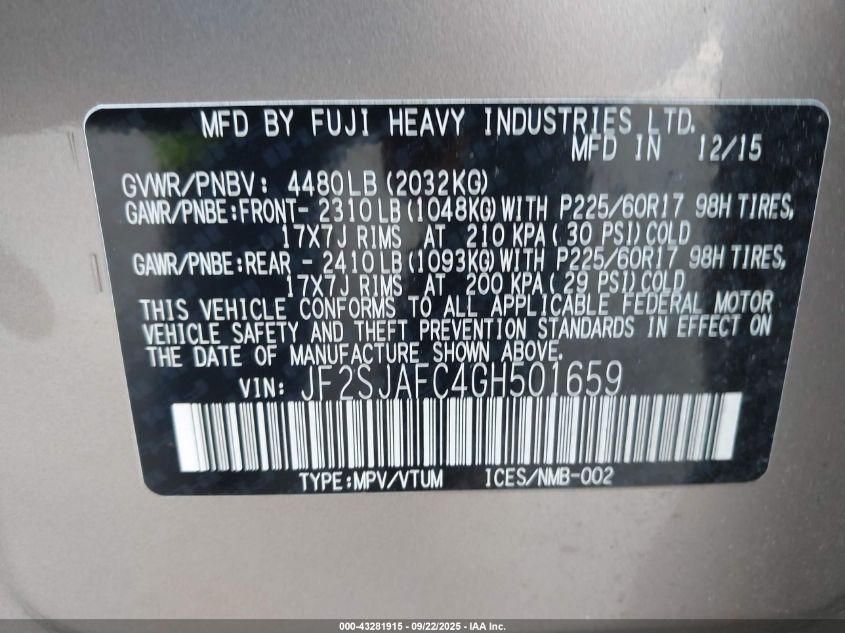 MFD BY FUJI HEAVY INDUSTRIES LTD.
MFD IN 12/15
GVWR/PNBV: 4480LB(2032KG)
GAWR/PNBE:FRONT- 2310LB(1048KG)WITH P225/60R17 98H TIRES,
17X7J RIMS AT 210 KPA( 30 PSI)COLD
GAWR/PNBE:REAR - 2410LB(1093KG)WITH P225/60R17 98H TIRES,
17X7J RIMS AT 200 KPA( 29 PSI)COLD
THIS VEHICLE CONFORMS TO ALL APPLICABLE FEDERAL MOTOR
VEHICLE SAFETY AND THEFT PREVENTION STANDARDS IN EFFECT ON
THE DATE OF MANUFACTURE SHOWN ABOVE.
VIN: JF2SJAFC4GH501659
TYPE:MPV/VTUM ICES/NMB-002
000-43281915 - 09/22/2025 - IAA Inc.